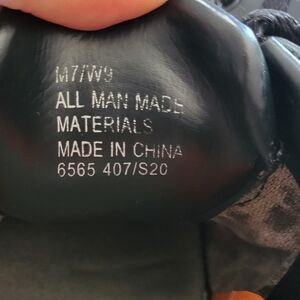 M7/W9
ALL MAN MADE
MATERIALS
MADE IN CHINA
6565 407/S20